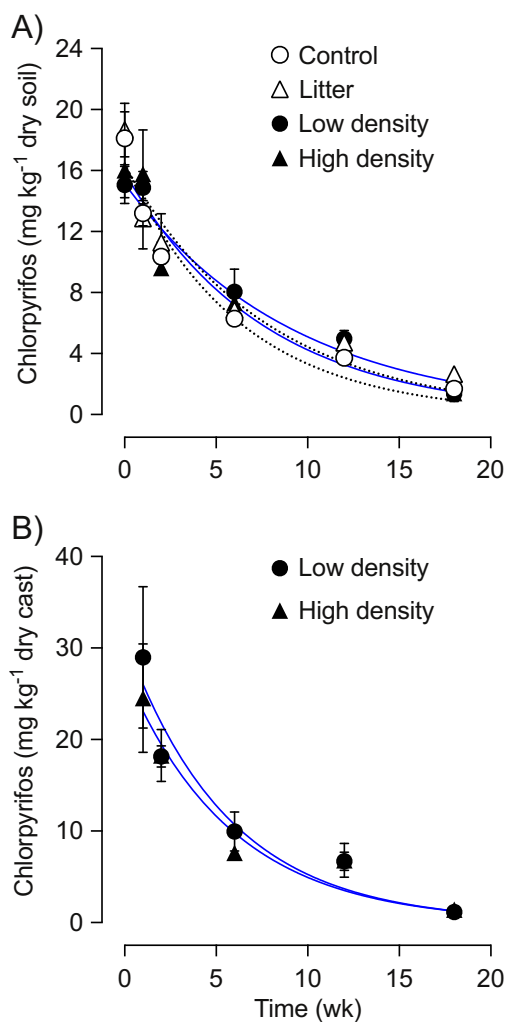 A)
Chlorpyrifos (mg kg⁻¹ dry soil)
24
20
16
12
8
4
0
Control
Litter
Low density
High density
0 5 10 15 20
B)
Chlorpyrifos (mg kg⁻¹ dry cast)
40
30
20
10
0
Low density
High density
0 5 10 15 20
Time (wk)